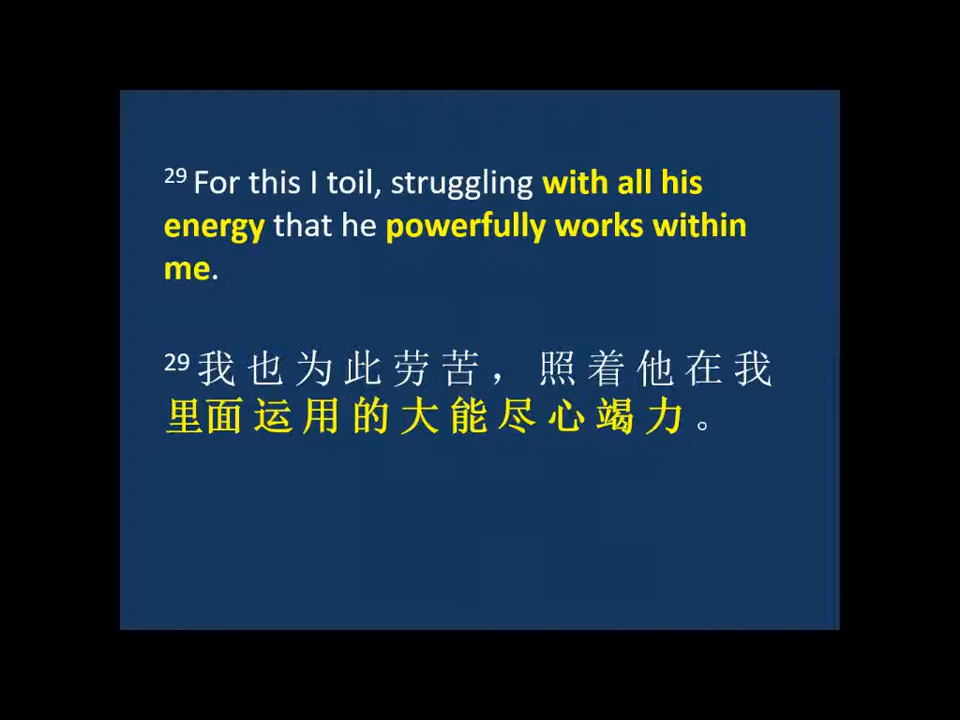 29 For this I toil, struggling with all his
energy that he powerfully works within
me.
29 我也为此劳苦，照着他在我
里面运用的大能尽心竭力。